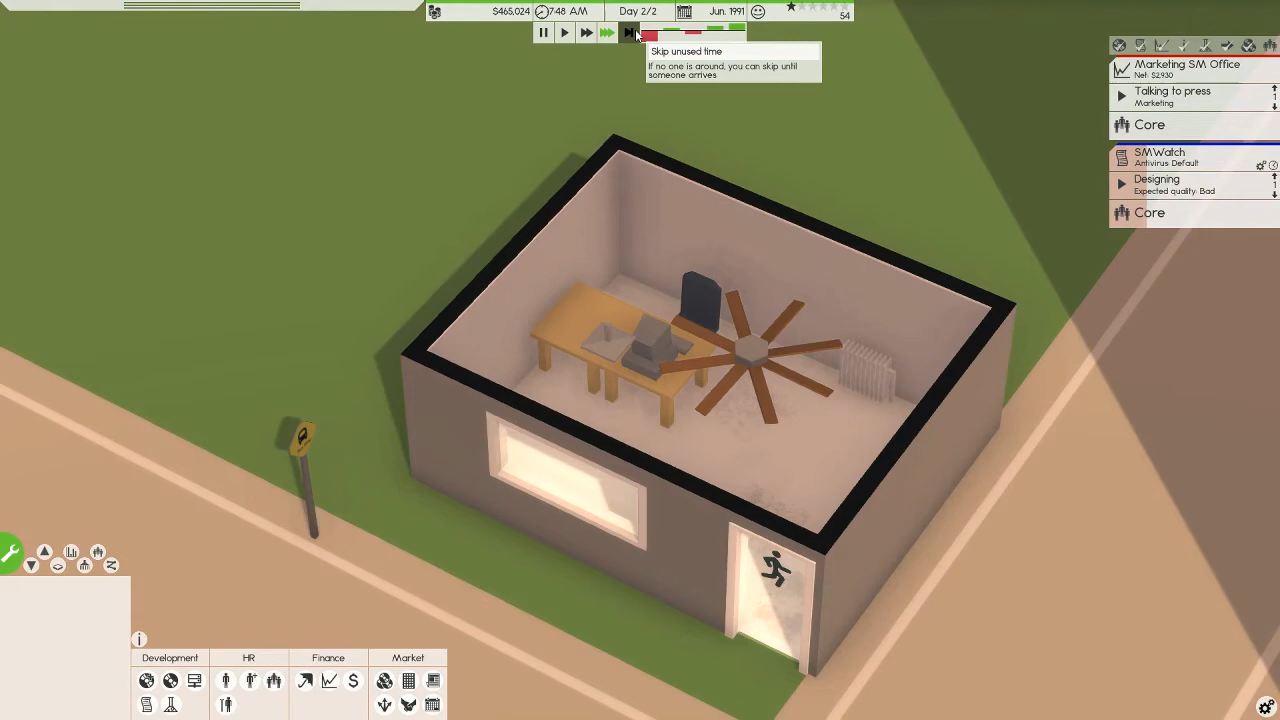 $465,024
7:48 AM
Day 2/2
Jun. 1991
54
Skip unused time
If no one is around, you can skip until
someone arrives
Marketing SM Office
Net: $2,930
Talking to press
Marketing
1
Core
SMWatch
Antivirus Default
Designing
Expected quality: Bad
1
Core
Development
HR
Finance
Market